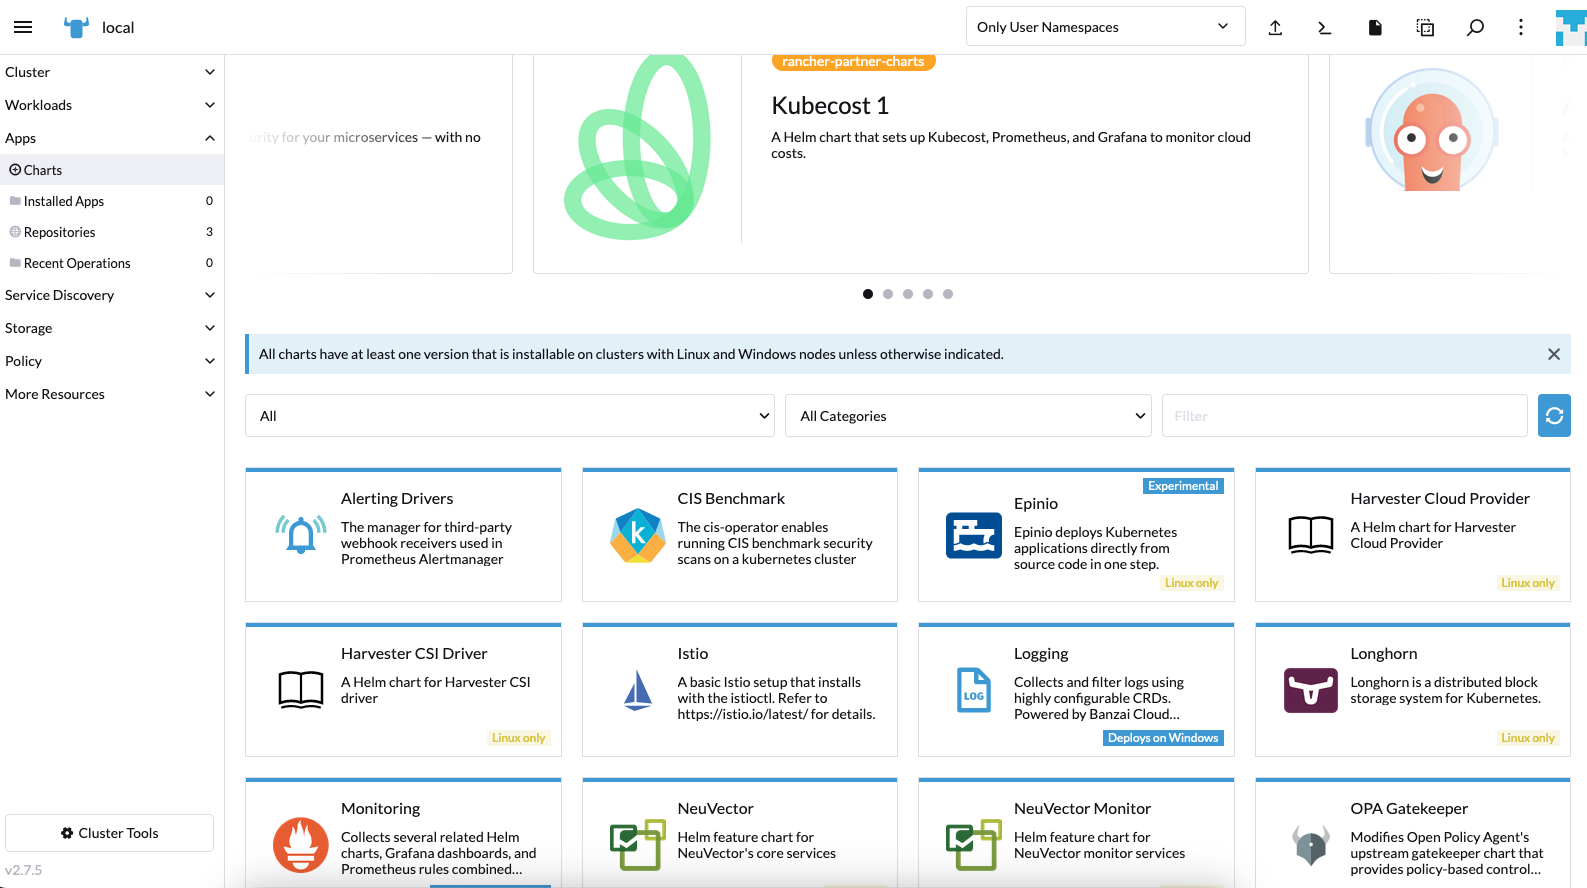 local
Only User Namespaces
Cluster
Workloads
Apps
Charts
Installed Apps 0
Repositories 3
Recent Operations 0
Service Discovery
Storage
Policy
More Resources
Cluster Tools
v2.7.5
urity for your microservices — with no
rancher-partner-charts
Kubecost 1
A Helm chart that sets up Kubecost, Prometheus, and Grafana to monitor cloud
costs.
All charts have at least one version that is installable on clusters with Linux and Windows nodes unless otherwise indicated.
All
All Categories
Filter
Alerting Drivers
The manager for third-party
webhook receivers used in
Prometheus Alertmanager
CIS Benchmark
The cis-operator enables
running CIS benchmark security
scans on a kubernetes cluster
k
Experimental
Epinio
Epinio deploys Kubernetes
applications directly from
source code in one step.
Linux only
Harvester Cloud Provider
A Helm chart for Harvester
Cloud Provider
Linux only
Harvester CSI Driver
A Helm chart for Harvester CSI
driver
Linux only
Istio
A basic Istio setup that installs
with the istioctl. Refer to
https://istio.io/latest/ for details.
Logging
Collects and filter logs using
highly configurable CRDs.
Powered by Banzai Cloud...
LOG
Deploys on Windows
Longhorn
Longhorn is a distributed block
storage system for Kubernetes.
Linux only
Monitoring
Collects several related Helm
charts, Grafana dashboards, and
Prometheus rules combined...
NeuVector
Helm feature chart for
NeuVector's core services
NeuVector Monitor
Helm feature chart for
NeuVector monitor services
OPA Gatekeeper
Modifies Open Policy Agent's
upstream gatekeeper chart that
provides policy-based control...